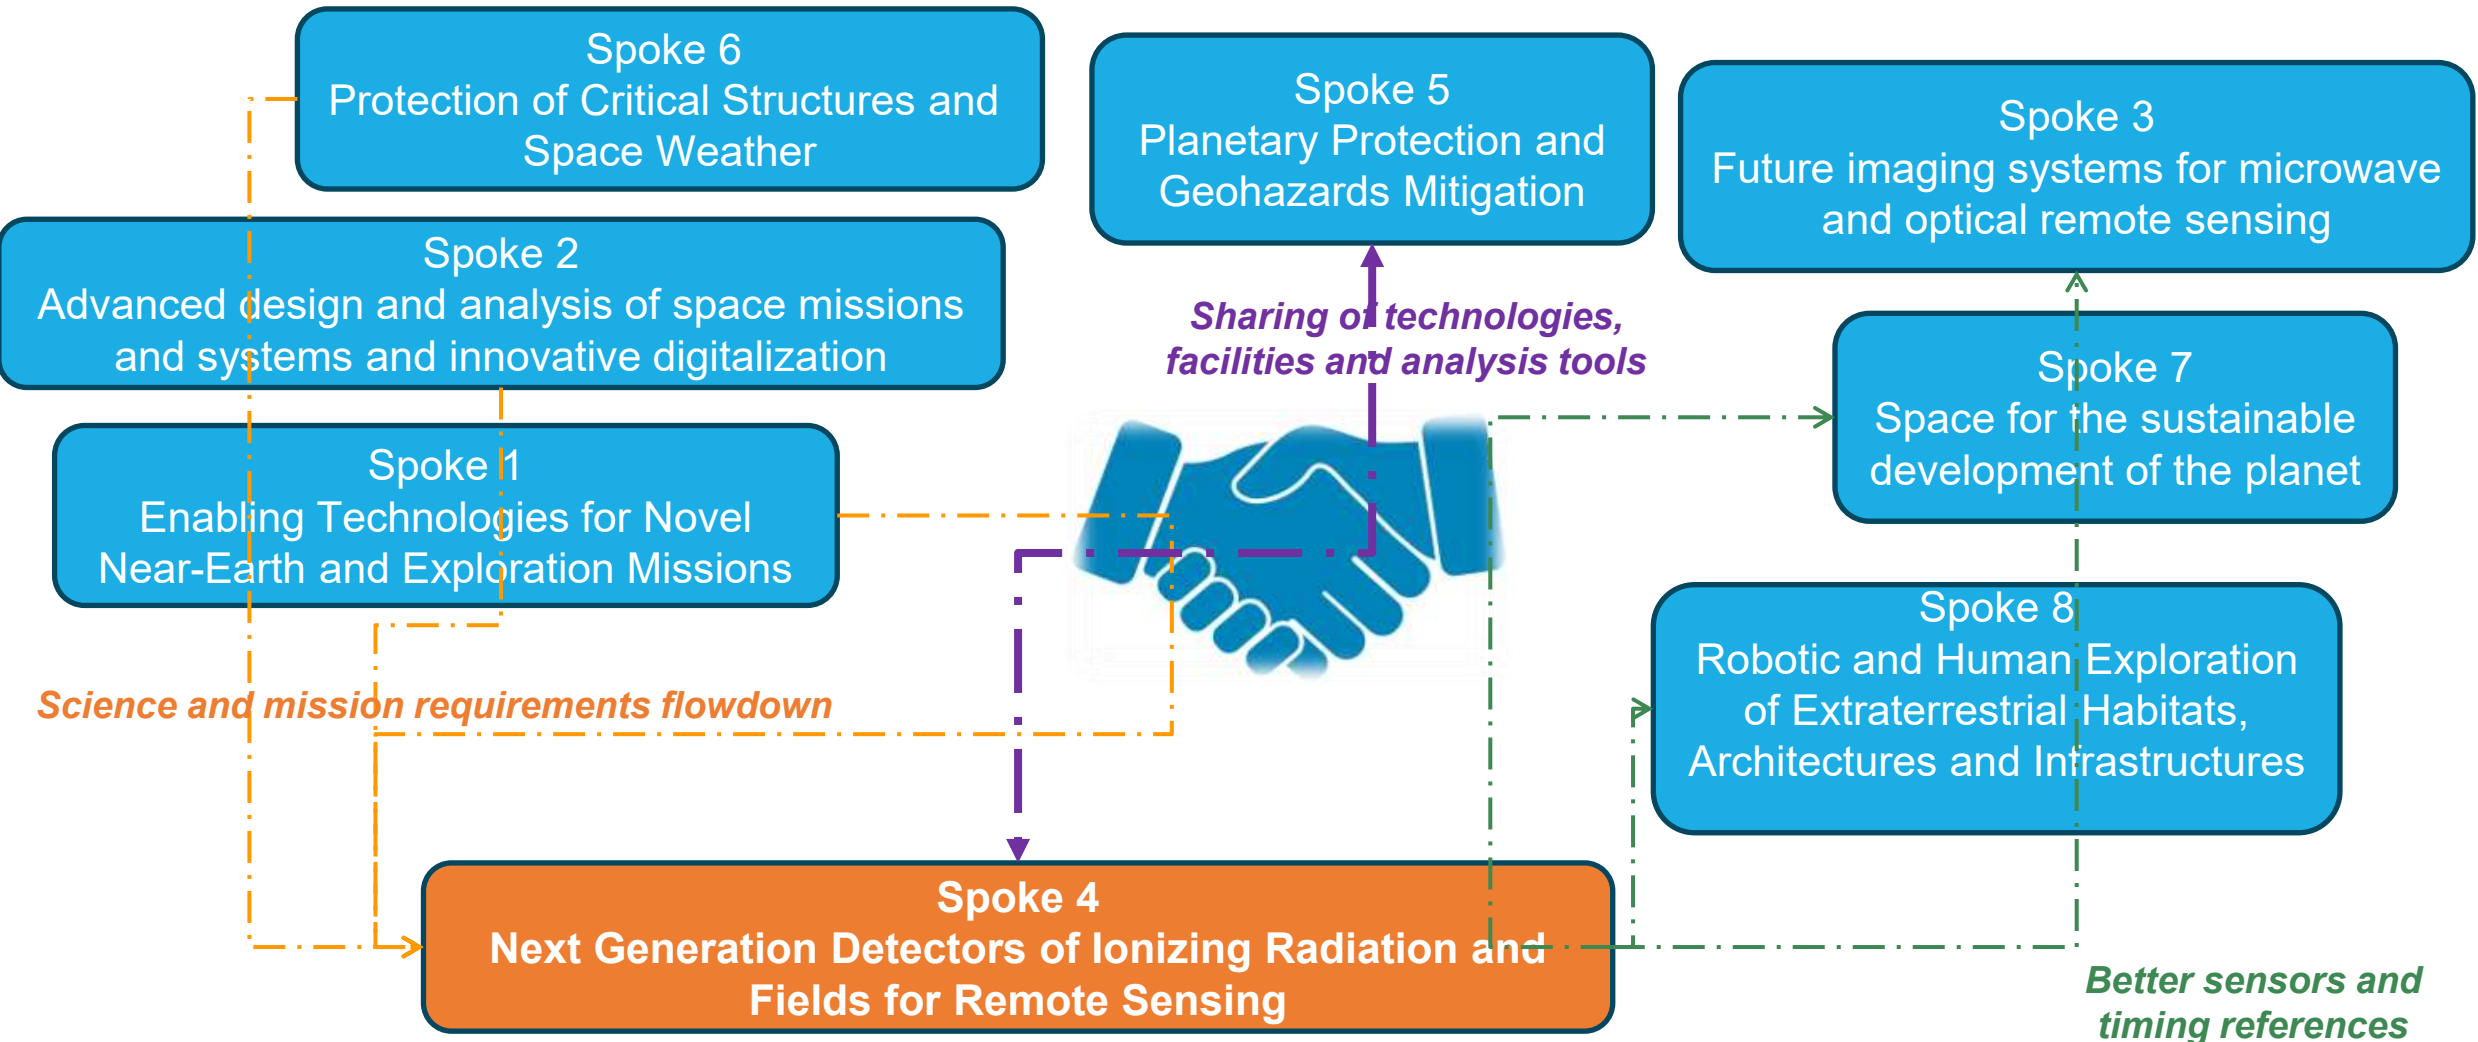 Spoke 6
Protection of Critical Structures and
Space Weather
Spoke 5
Planetary Protection and
Geohazards Mitigation
Spoke 3
Future imaging systems for microwave
and optical remote sensing
Spoke 2
Advanced design and analysis of space missions
and systems and innovative digitalization
Sharing of technologies,
facilities and analysis tools
Spoke 7
Space for the sustainable
development of the planet
Spoke 1
Enabling Technologies for Novel
Near-Earth and Exploration Missions
Spoke 8
Robotic and Human Exploration
of Extraterrestrial Habitats,
Architectures and Infrastructures
Science and mission requirements flowdown
Spoke 4
Next Generation Detectors of Ionizing Radiation and
Fields for Remote Sensing
Better sensors and
timing references